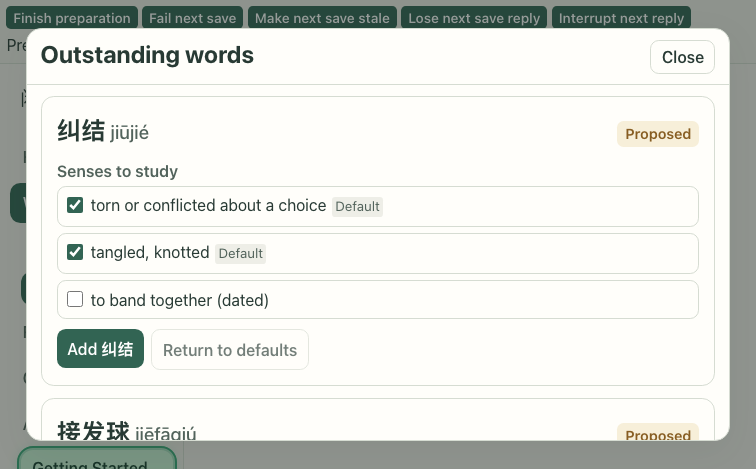 Finish preparation Fail next save Make next save stale Lose next save reply Interrupt next reply
Outstanding words Close
纠结 jiūjié Proposed
Senses to study
torn or conflicted about a choice Default
tangled, knotted Default
to band together (dated)
Add 纠结 Return to defaults
接发球 jiēfāqiú Proposed
Getting Started